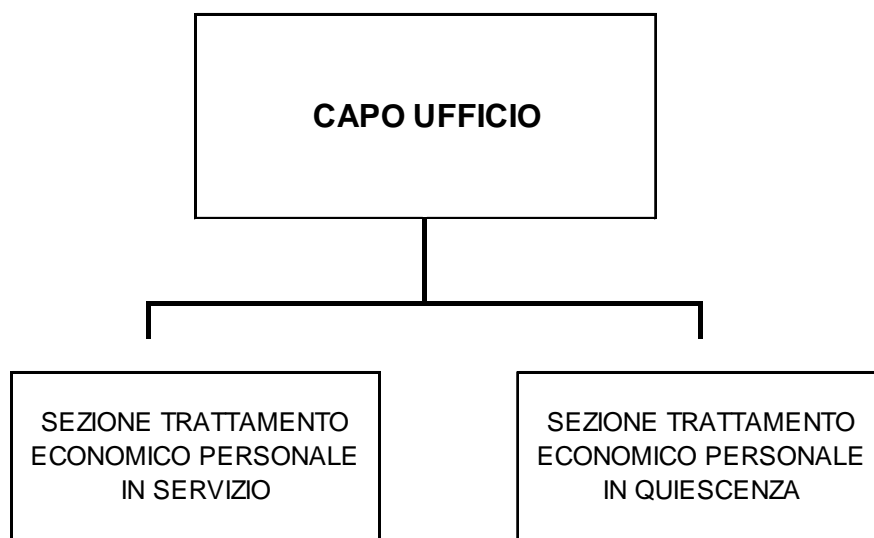 CAPO UFFICIO
SEZIONE TRATTAMENTO
ECONOMICO PERSONALE
IN SERVIZIO
SEZIONE TRATTAMENTO
ECONOMICO PERSONALE
IN QUIESCENZA